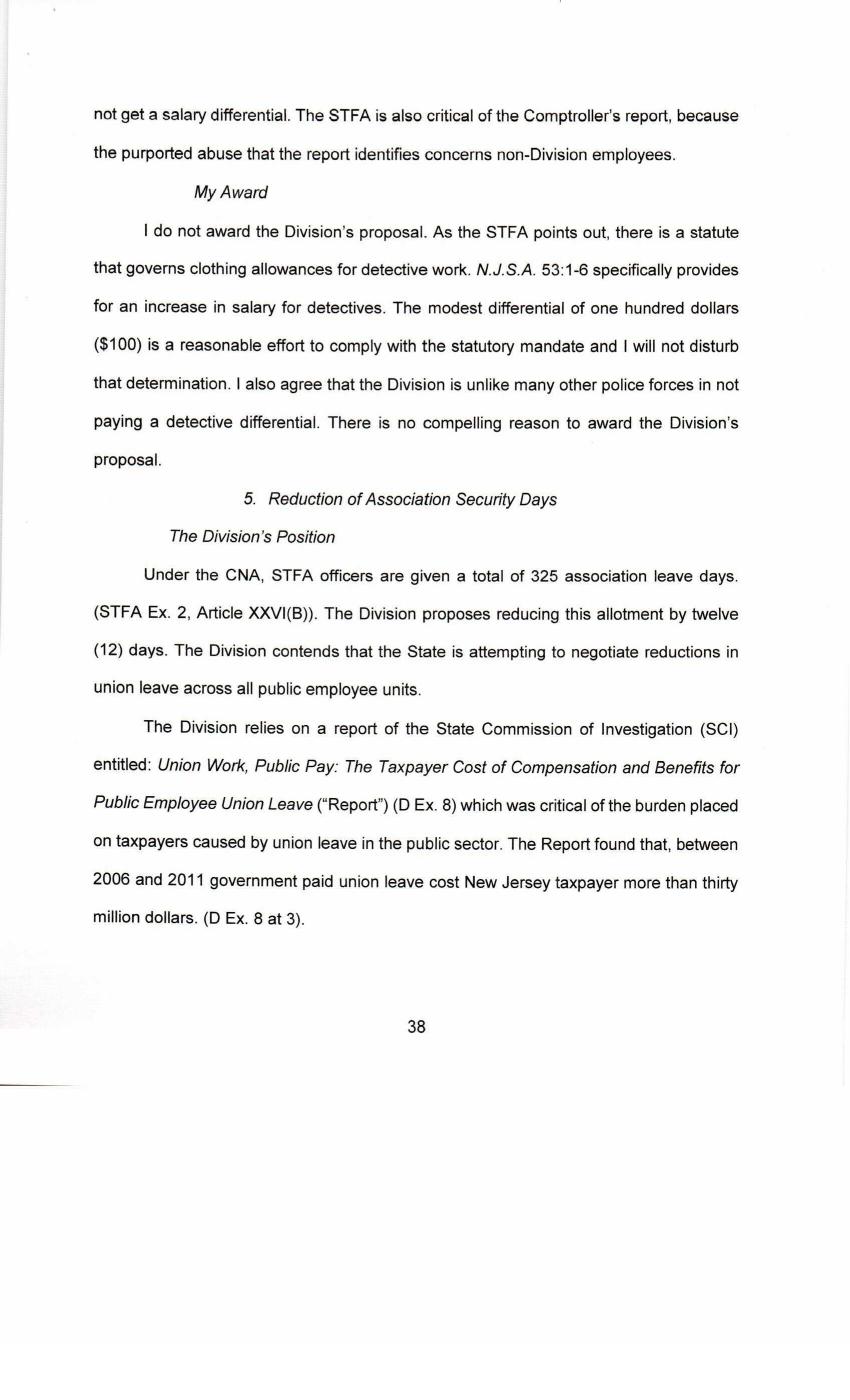 not get a salary differential. The STFA is also critical of the Comptroller's report, because
the purported abuse that the report identifies concerns non-Division employees.
My Award
I do not award the Division's proposal. As the STFA points out, there is a statute
that governs clothing allowances for detective work. N.J.S.A. 53:1-6 specifically provides
for an increase in salary for detectives. The modest differential of one hundred dollars
($100) is a reasonable effort to comply with the statutory mandate and I will not disturb
that determination. I also agree that the Division is unlike many other police forces in not
paying a detective differential. There is no compelling reason to award the Division's
proposal.
5. Reduction of Association Security Days
The Division's Position
Under the CNA, STFA officers are given a total of 325 association leave days.
(STFA Ex. 2, Article XXVI(B)). The Division proposes reducing this allotment by twelve
(12) days. The Division contends that the State is attempting to negotiate reductions in
union leave across all public employee units.
The Division relies on a report of the State Commission of Investigation (SCI)
entitled: Union Work, Public Pay: The Taxpayer Cost of Compensation and Benefits for
Public Employee Union Leave ("Report") (D Ex. 8) which was critical of the burden placed
on taxpayers caused by union leave in the public sector. The Report found that, between
2006 and 2011 government paid union leave cost New Jersey taxpayer more than thirty
million dollars. (D Ex. 8 at 3).
38